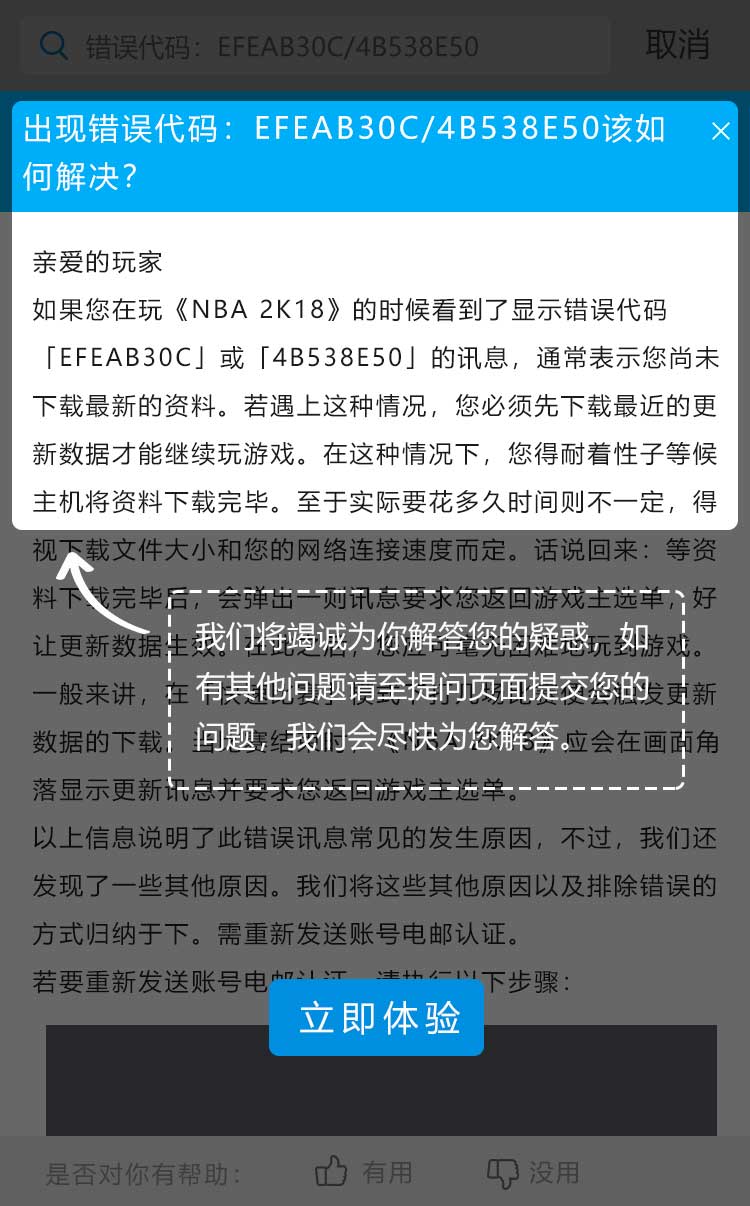 错误代码：EFEAB30C/4B538E50
取消
出现错误代码：EFEAB30C/4B538E50该如
何解决？
亲爱的玩家
如果您在玩《NBA 2K18》的时候看到了显示错误代码
「EFEAB30C」或「4B538E50」的讯息，通常表示您尚未
下载最新的资料。若遇上这种情况，您必须先下载最近的更
新数据才能继续玩游戏。在这种情况下，您得耐着性子等候
主机将资料下载完毕。至于实际要花多久时间则不一定，得
视下载文件大小和您的网络连接速度而定。话说回来：等资
料下载完毕后，会弹出一则讯息要求您返回游戏主选单，好
让更新数据生效。在此之后，您应可毫无困难地玩到游戏。
一般来讲，在
触发更新
数据的下载
应会在画面角
落显示更新讯息并要求您返回游戏主选单。
我们将竭诚为你解答您的疑惑，如
有其他问题请至提问页面提交您的
问题，我们会尽快为您解答。
以上信息说明了此错误讯息常见的发生原因，不过，我们还
发现了一些其他原因。我们将这些其他原因以及排除错误的
方式归纳于下。需重新发送账号电邮认证。
若要重新发送账号电邮认证，请执行以下步骤：
立即体验
是否对你有帮助：
有用
没用